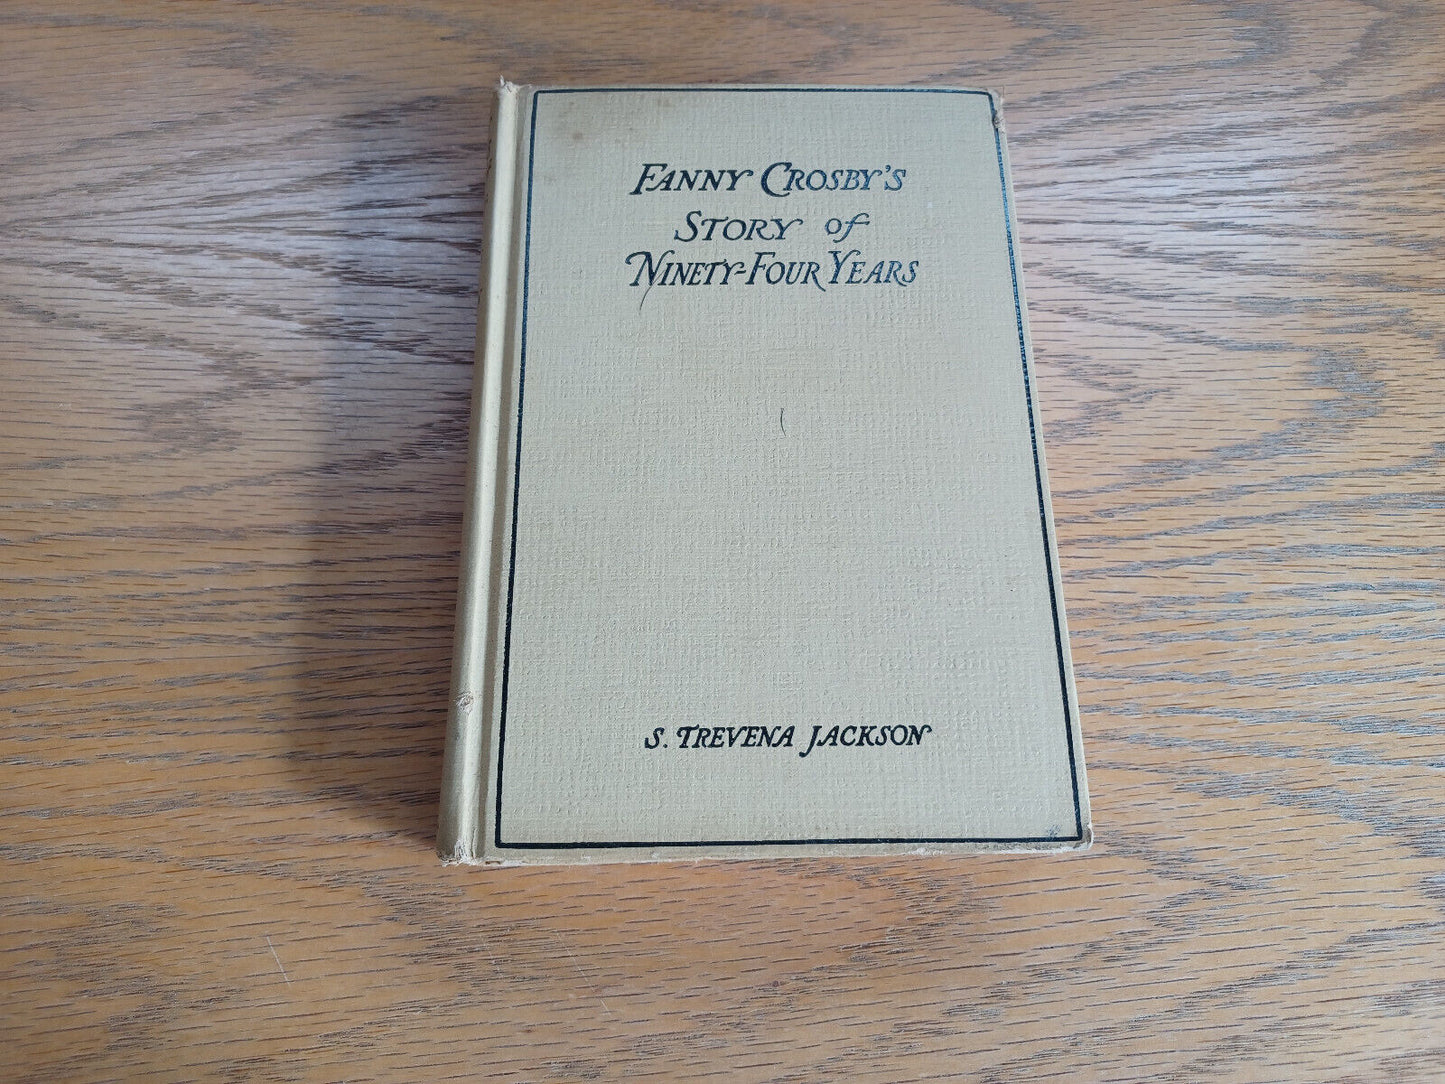 FANNY CROSBY'S
STORY of
NINETY-FOUR YEARS
S. TREVENA JACKSON